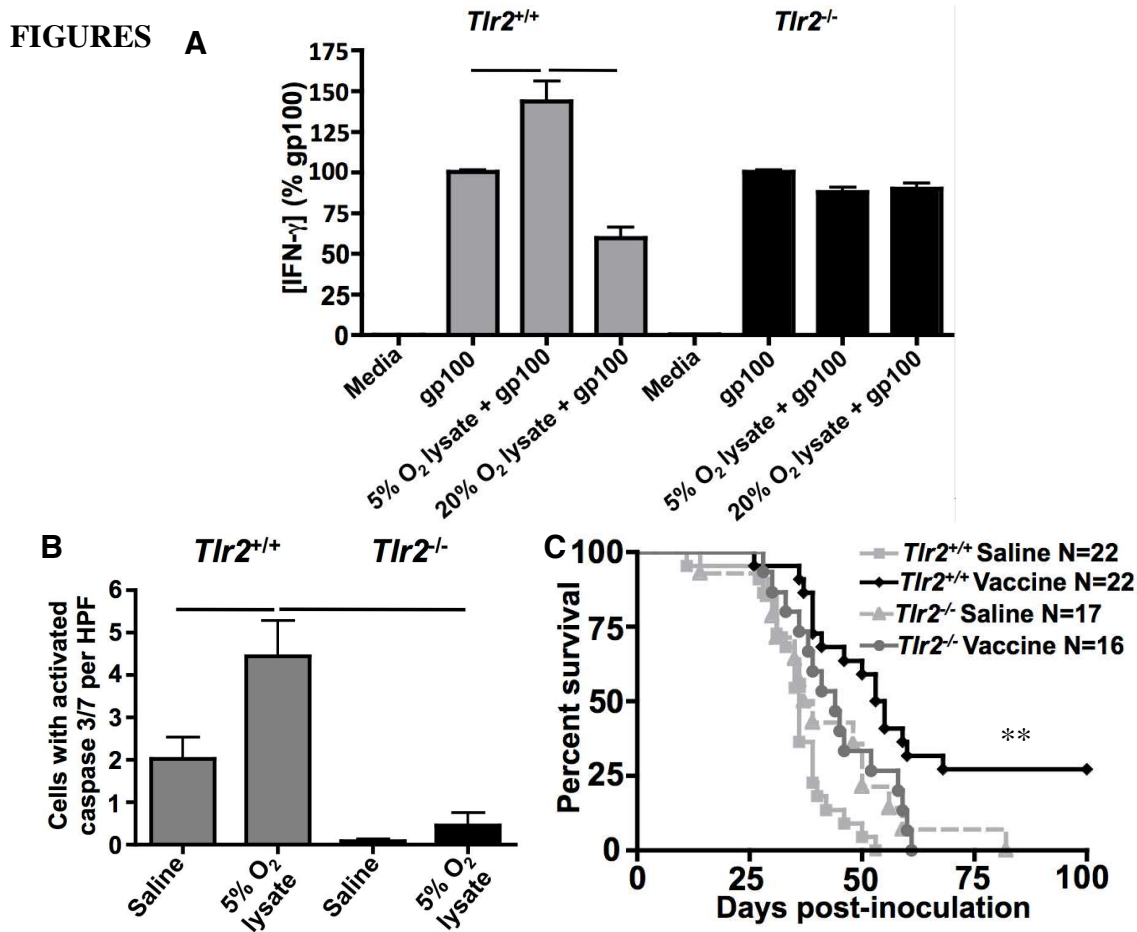 FIGURES
A
Tlr2+/+
Tlr2-/-
[IFN-γ] (% gp100)
175
150
125
100
75
50
25
0
Media
gp100
5% O2 lysate + gp100
20% O2 lysate + gp100
Media
gp100
5% O2 lysate + gp100
20% O2 lysate + gp100
B
Tlr2+/+
Tlr2-/-
Cells with activated
caspase 3/7 per HPF
6
5
4
3
2
1
0
Saline
5% O2
lysate
Saline
5% O2
lysate
C
Percent survival
100
75
50
25
0
Tlr2+/+ Saline N=22
Tlr2+/+ Vaccine N=22
Tlr2-/- Saline N=17
Tlr2-/- Vaccine N=16
**
0
25
50
75
100
Days post-inoculation